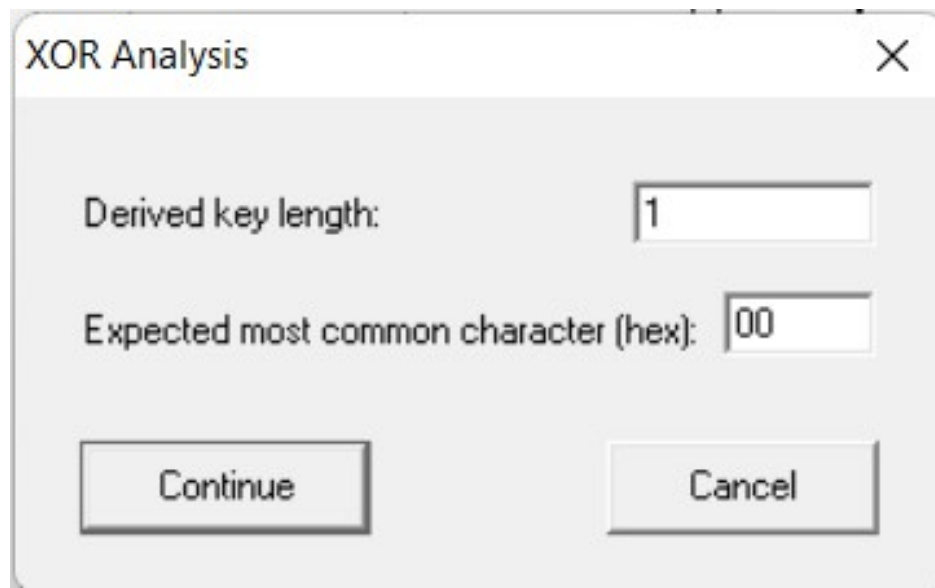 XOR Analysis
Derived key length: 1
Expected most common character (hex): 00
Continue Cancel